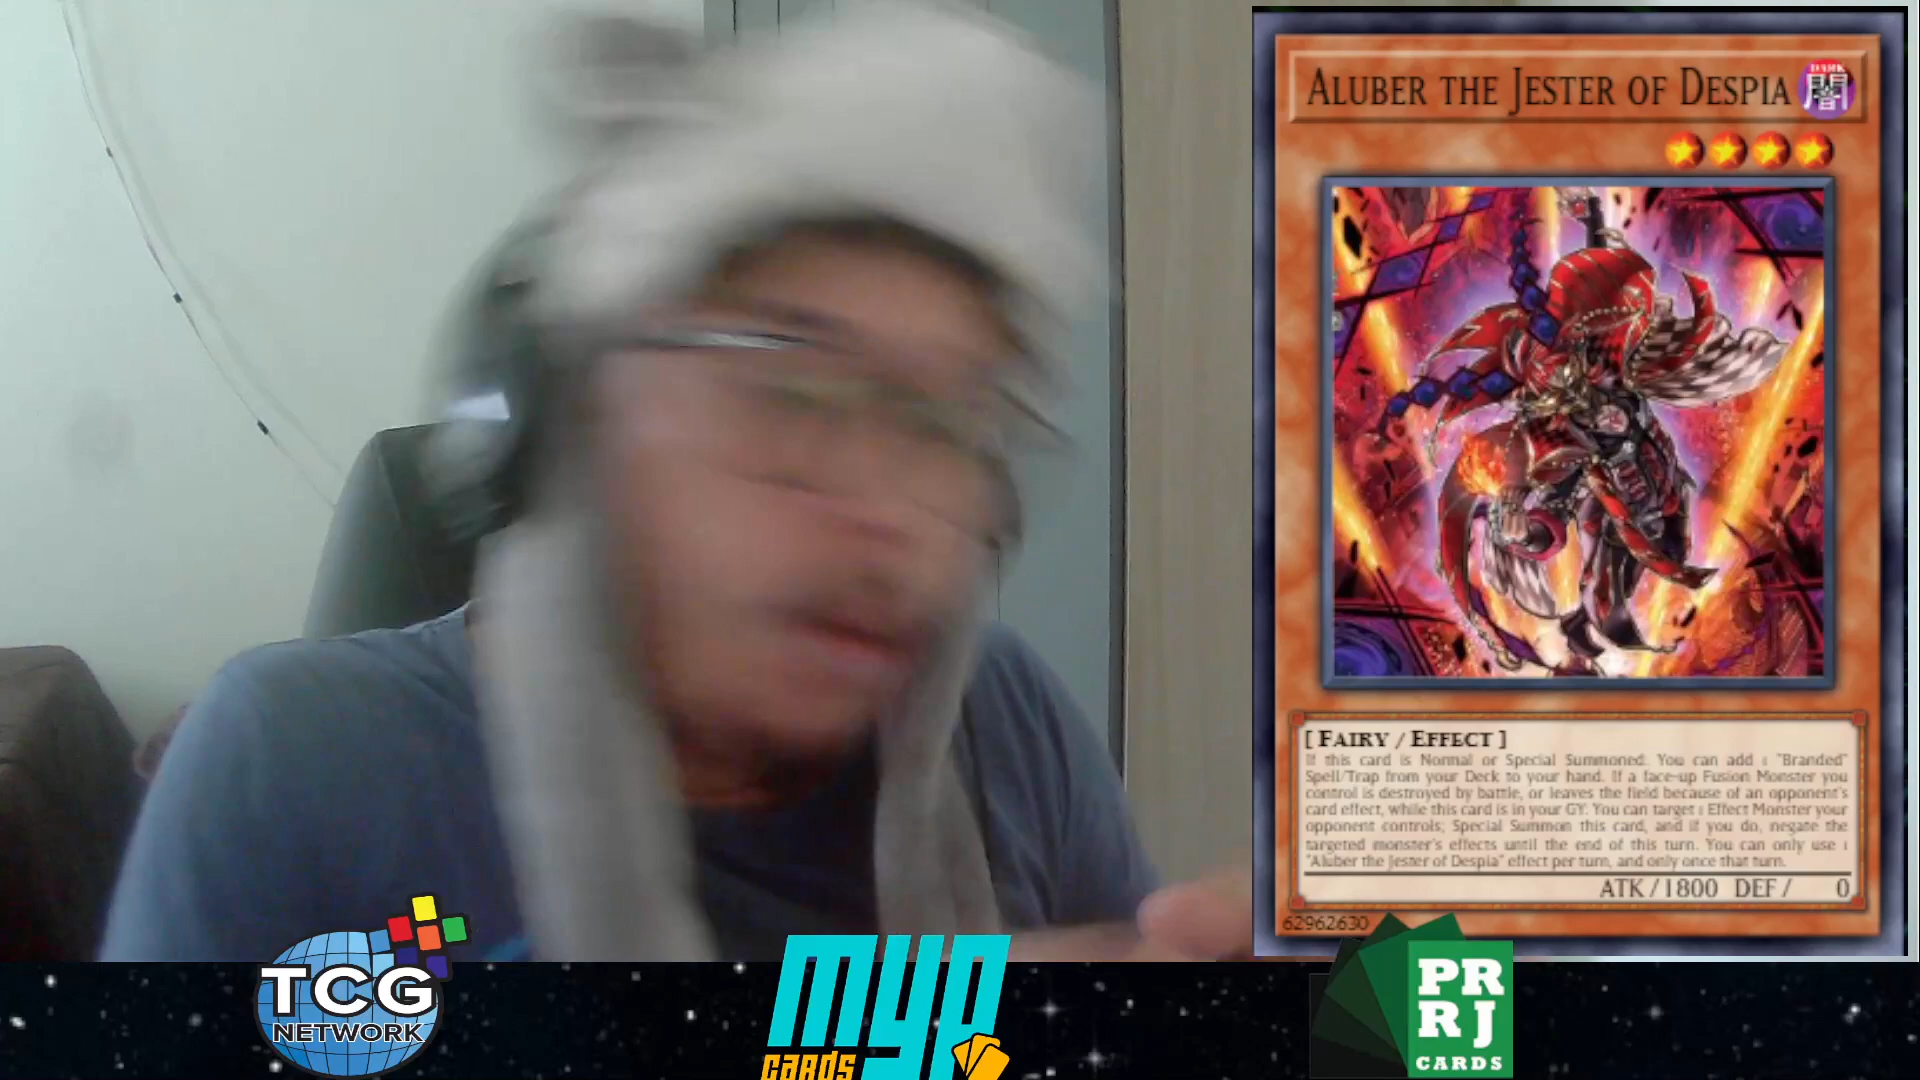 ALUBER THE JESTER OF DESPIA
DARK
闇
[ FAIRY / EFFECT ]
If this card is Normal or Special Summoned: You can add 1 "Branded"
Spell/Trap from your Deck to your hand. If a face-up Fusion Monster you
control is destroyed by battle, or leaves the field because of an opponent's
card effect, while this card is in your GY: You can target 1 Effect Monster your
opponent controls; Special Summon this card, and if you do, negate the
targeted monster's effects until the end of this turn. You can only use 1
"Aluber the Jester of Despia" effect per turn, and only once that turn.
ATK / 1800 DEF / 0
62962630
TCG
NETWORK
myp
cards
PR
RJ
CARDS